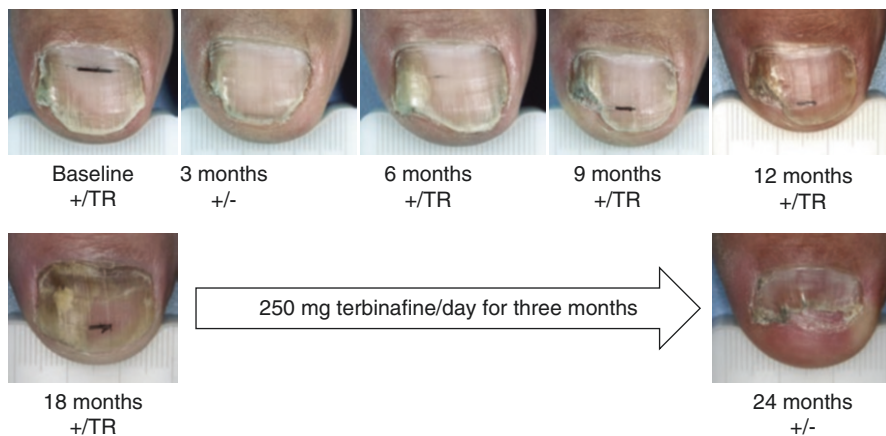 Baseline
+/TR
3 months
+/-
6 months
+/TR
9 months
+/TR
12 months
+/TR
250 mg terbinafine/day for three months
18 months
+/TR
24 months
+/-